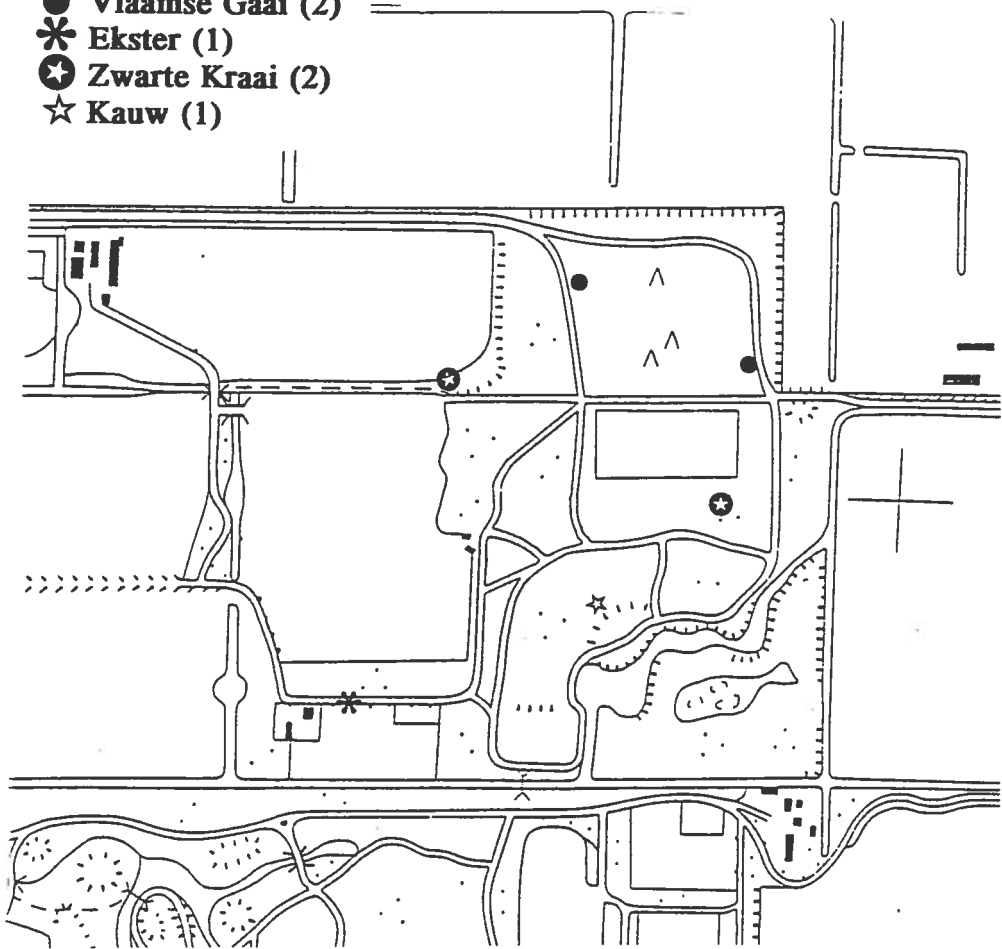 Vlaamse Gaai (2)
Ekster (1)
Zwarte Kraai (2)
Kauw (1)